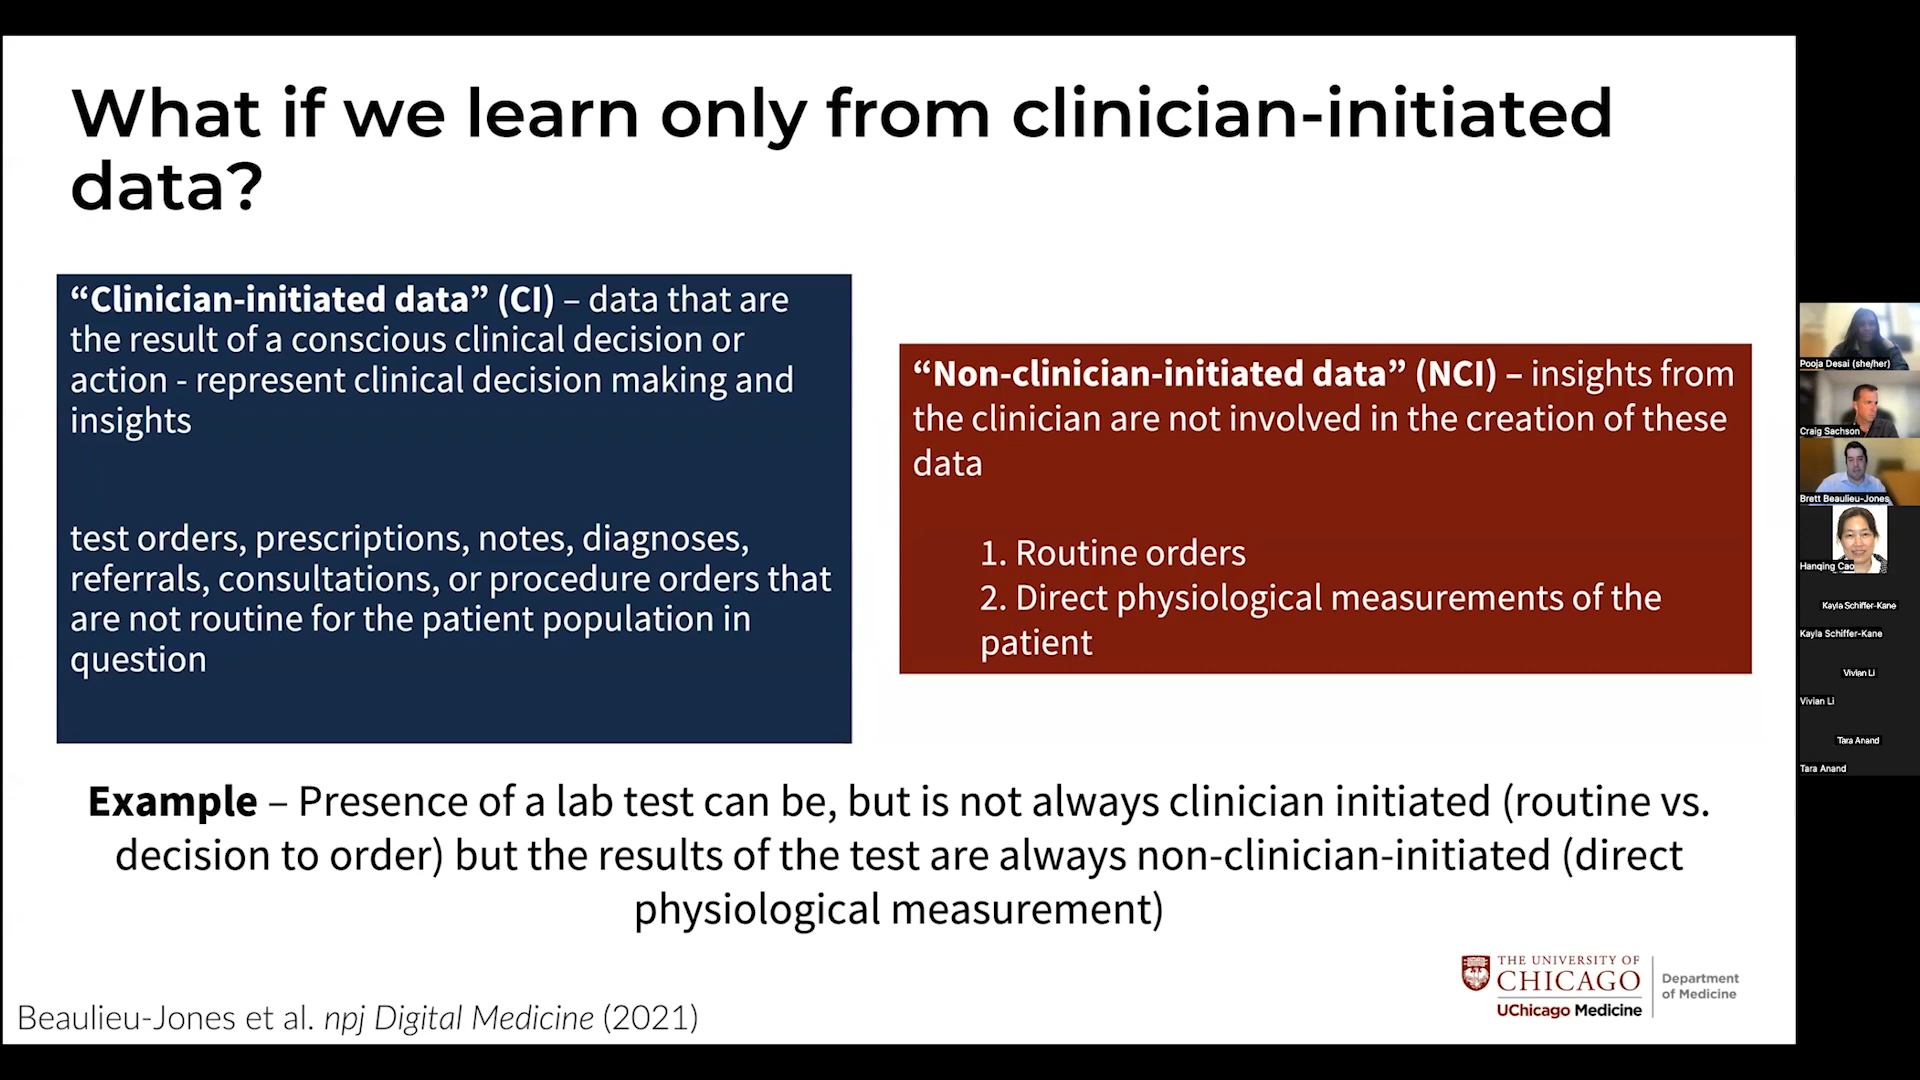 What if we learn only from clinician-initiated
data?
“Clinician-initiated data” (CI) – data that are
the result of a conscious clinical decision or
action - represent clinical decision making and
insights
test orders, prescriptions, notes, diagnoses,
referrals, consultations, or procedure orders that
are not routine for the patient population in
question
“Non-clinician-initiated data” (NCI) – insights from
the clinician are not involved in the creation of these
data
1. Routine orders
2. Direct physiological measurements of the
patient
Example – Presence of a lab test can be, but is not always clinician initiated (routine vs.
decision to order) but the results of the test are always non-clinician-initiated (direct
physiological measurement)
THE UNIVERSITY OF
CHICAGO
UChicago Medicine
Department
of Medicine
Beaulieu-Jones et al. npj Digital Medicine (2021)
Pooja Desai (she/her)
Craig Sachson
Brett Beaulieu-Jones
Hanqing Cao
Kayla Schiffer-Kane
Kayla Schiffer-Kane
Vivian Li
Vivian Li
Tara Anand
Tara Anand